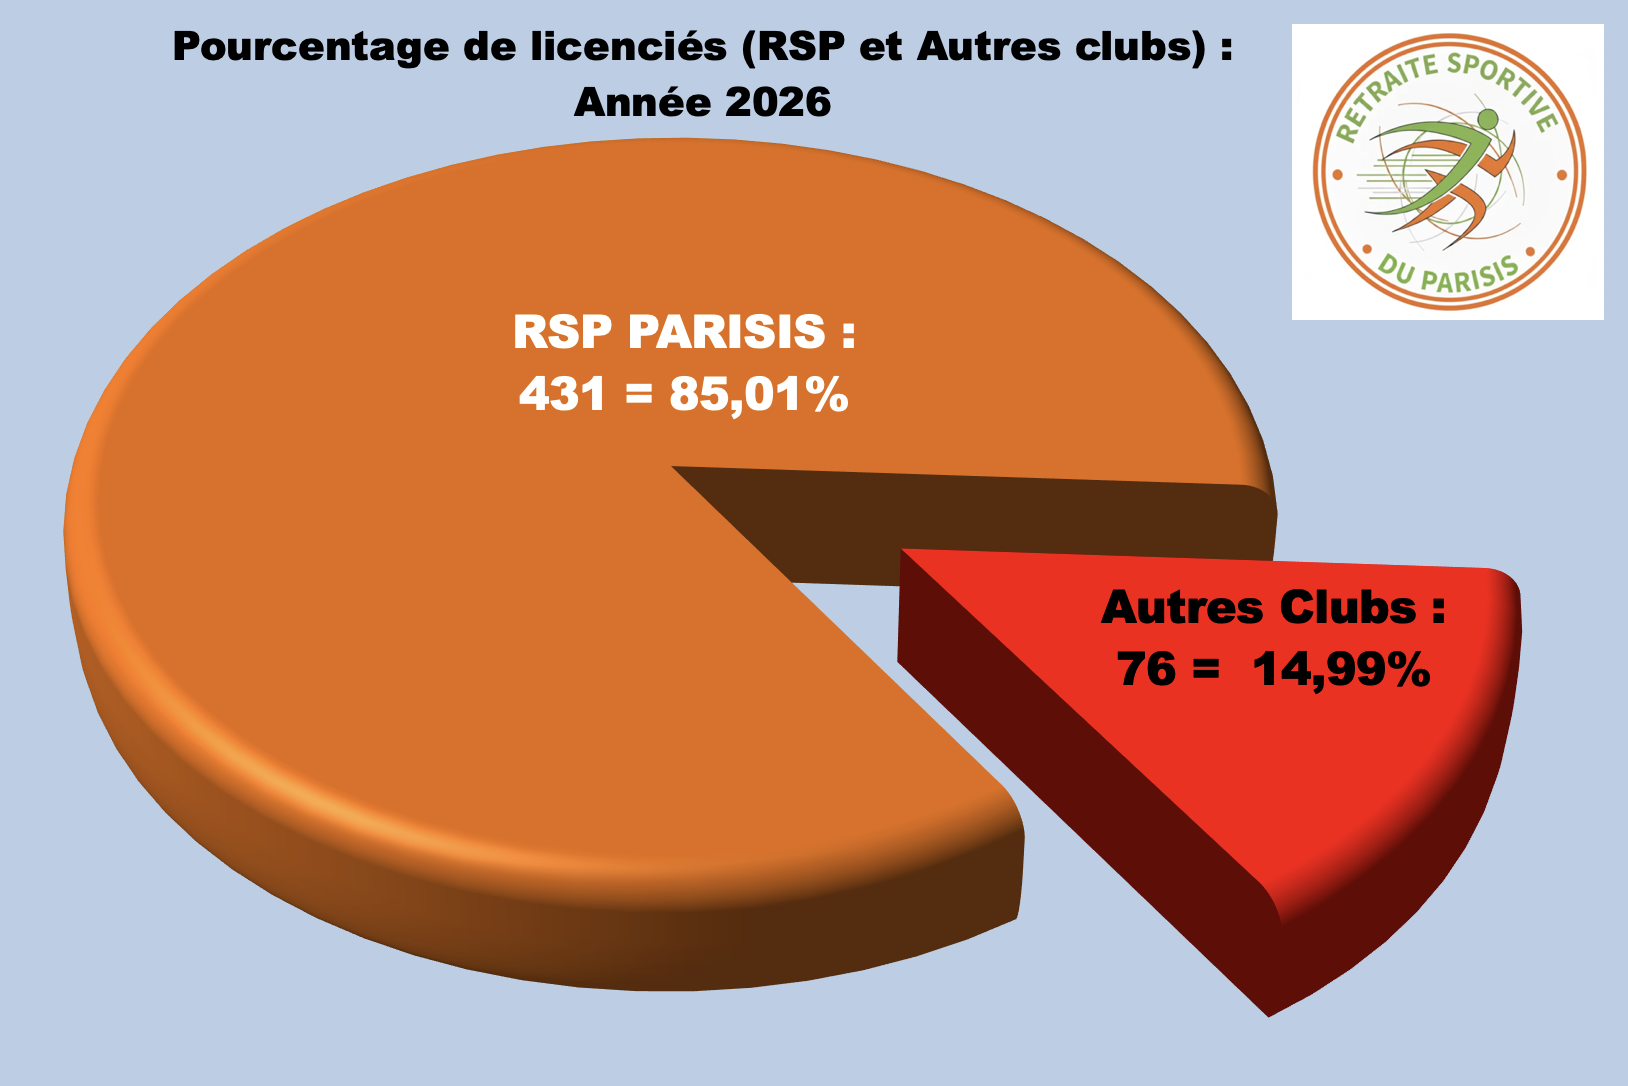 Pourcentage de licenciés (RSP et Autres clubs) :
Année 2026
RETRAITE SPORTIVE
DU PARISIS
RSP PARISIS :
431 = 85,01%
Autres Clubs :
76 = 14,99%